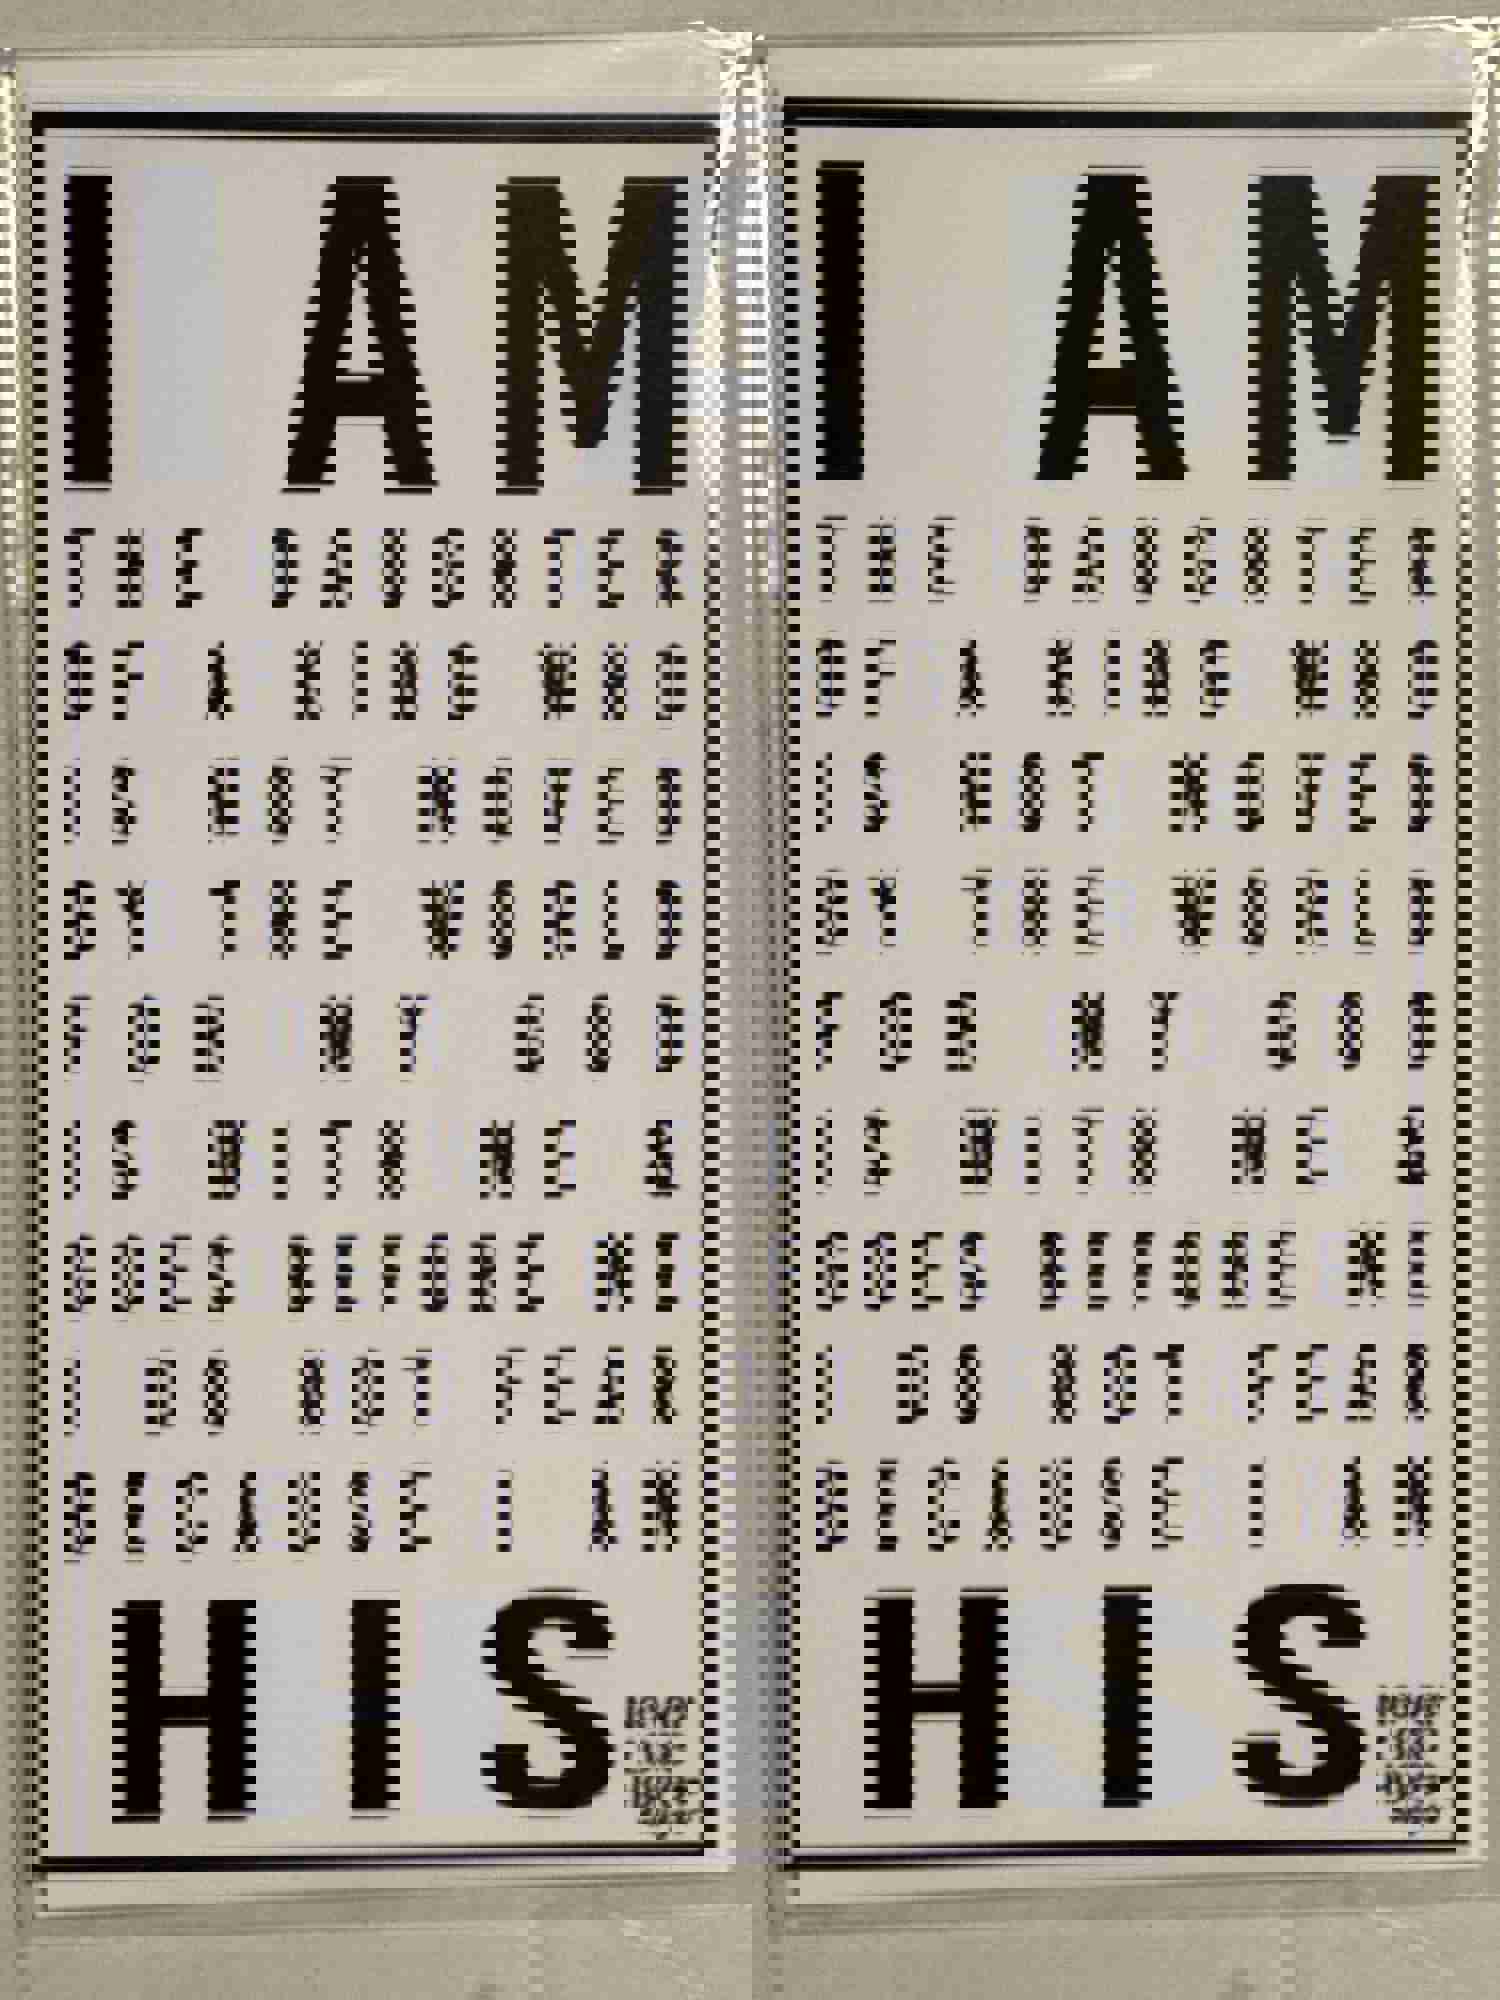 I AM
THE DAUGHTER
OF A KING WHO
IS NOT MOVED
BY THE WORLD
FOR MY GOD
IS WITH ME &
GOES BEFORE ME
I DO NOT FEAR
BECAUSE I AM
HIS
I AM
THE DAUGHTER
OF A KING WHO
IS NOT MOVED
BY THE WORLD
FOR MY GOD
IS WITH ME &
GOES BEFORE ME
I DO NOT FEAR
BECAUSE I AM
HIS